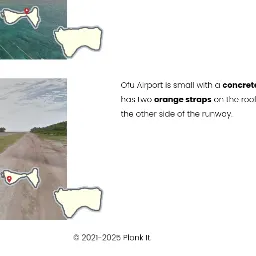 Ofu Airport is small with a concrete
has two orange straps on the roof
the other side of the runway.
© 2021-2025 Plonk It